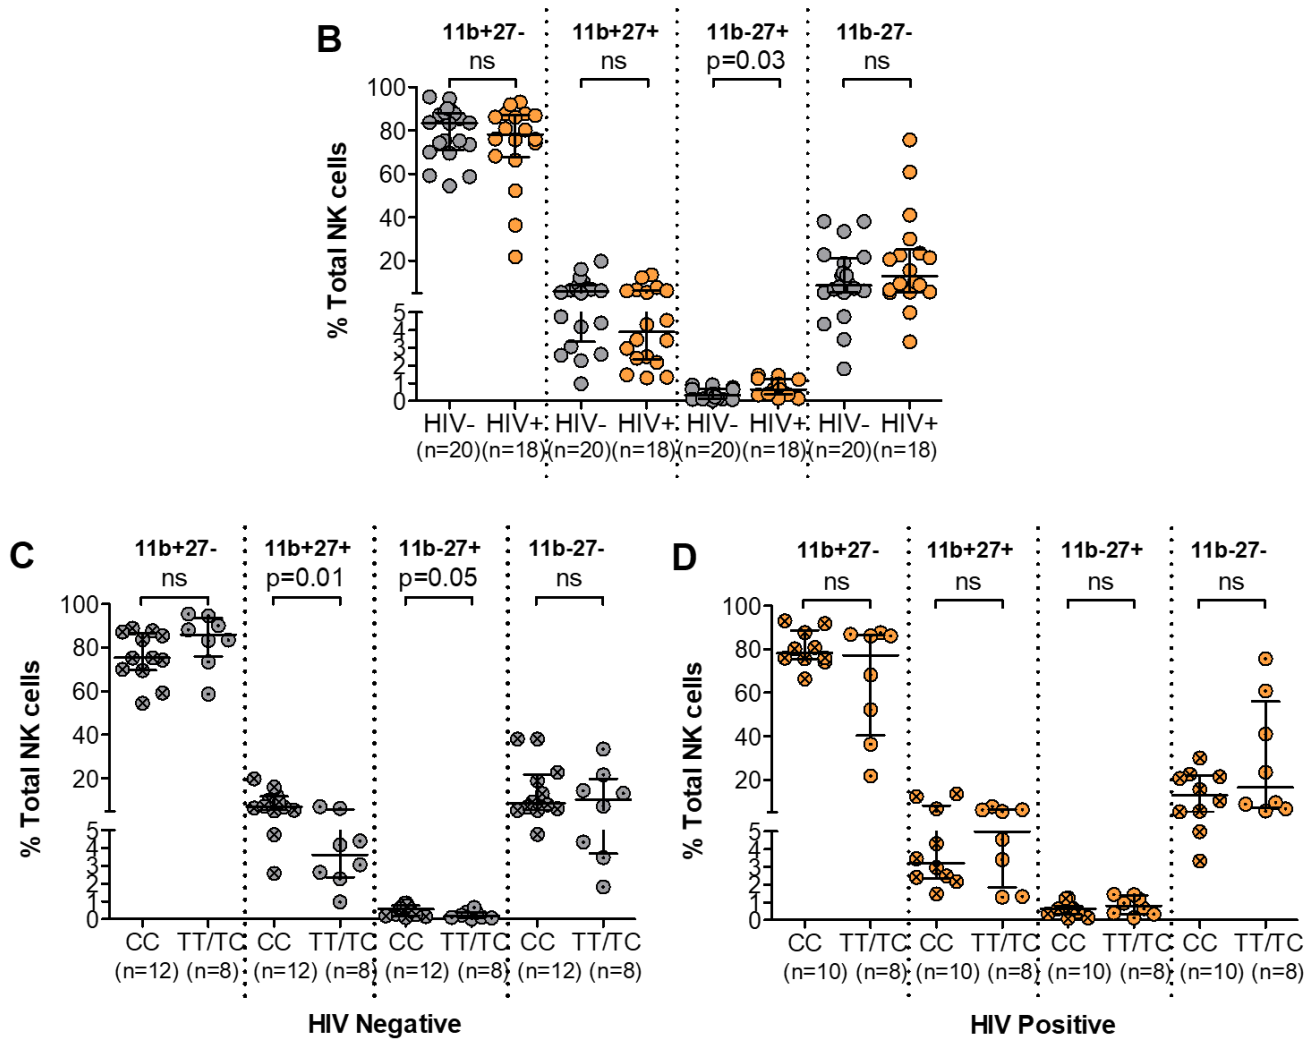 B
11b+27- 11b+27+ 11b-27+ 11b-27-
ns ns p=0.03 ns
% Total NK cells
100
80
60
40
20
5
4
3
2
1
0
HIV- HIV+ HIV- HIV+ HIV- HIV+ HIV- HIV+
(n=20) (n=18) (n=20) (n=18) (n=20) (n=18) (n=20) (n=18)
C
11b+27- 11b+27+ 11b-27+ 11b-27-
ns p=0.01 p=0.05 ns
% Total NK cells
100
80
60
40
20
5
4
3
2
1
0
CC TT/TC CC TT/TC CC TT/TC CC TT/TC
(n=12) (n=8) (n=12) (n=8) (n=12) (n=8) (n=12) (n=8)
HIV Negative
D
11b+27- 11b+27+ 11b-27+ 11b-27-
ns ns ns ns
% Total NK cells
100
80
60
40
20
5
4
3
2
1
0
CC TT/TC CC TT/TC CC TT/TC CC TT/TC
(n=10) (n=8) (n=10) (n=8) (n=10) (n=8) (n=10) (n=8)
HIV Positive